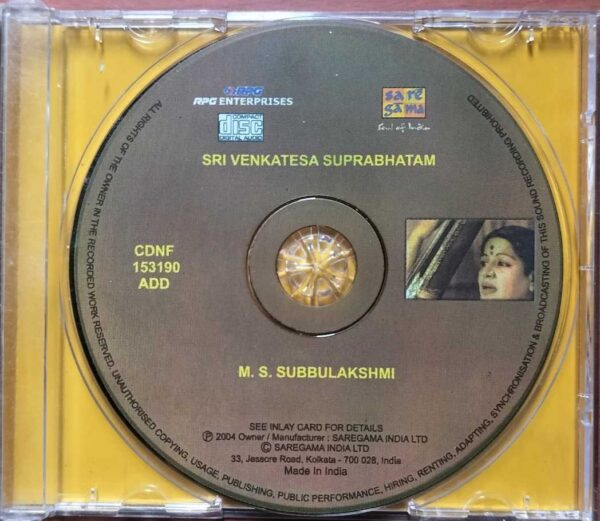 RPG
RPG ENTERPRISES
COMPACT
disc
DIGITAL AUDIO
sa re
ga ma
Soul of India
SRI VENKATESA SUPRABHATAM
CDNF
153190
ADD
M. S. SUBBULAKSHMI
SEE INLAY CARD FOR DETAILS
Ⓟ 2004 Owner / Manufacturer : SAREGAMA INDIA LTD
© SAREGAMA INDIA LTD
33, Jessore Road, Kolkata - 700 028, India
Made In India
ALL RIGHTS OF THE OWNER IN THE RECORDED WORK RESERVED. UNAUTHORISED COPYING, USAGE, PUBLISHING, PUBLIC PERFORMANCE, HIRING, RENTING, ADAPTING, SYNCHRONISATION & BROADCASTING OF THIS SOUND RECORDING PROHIBITED